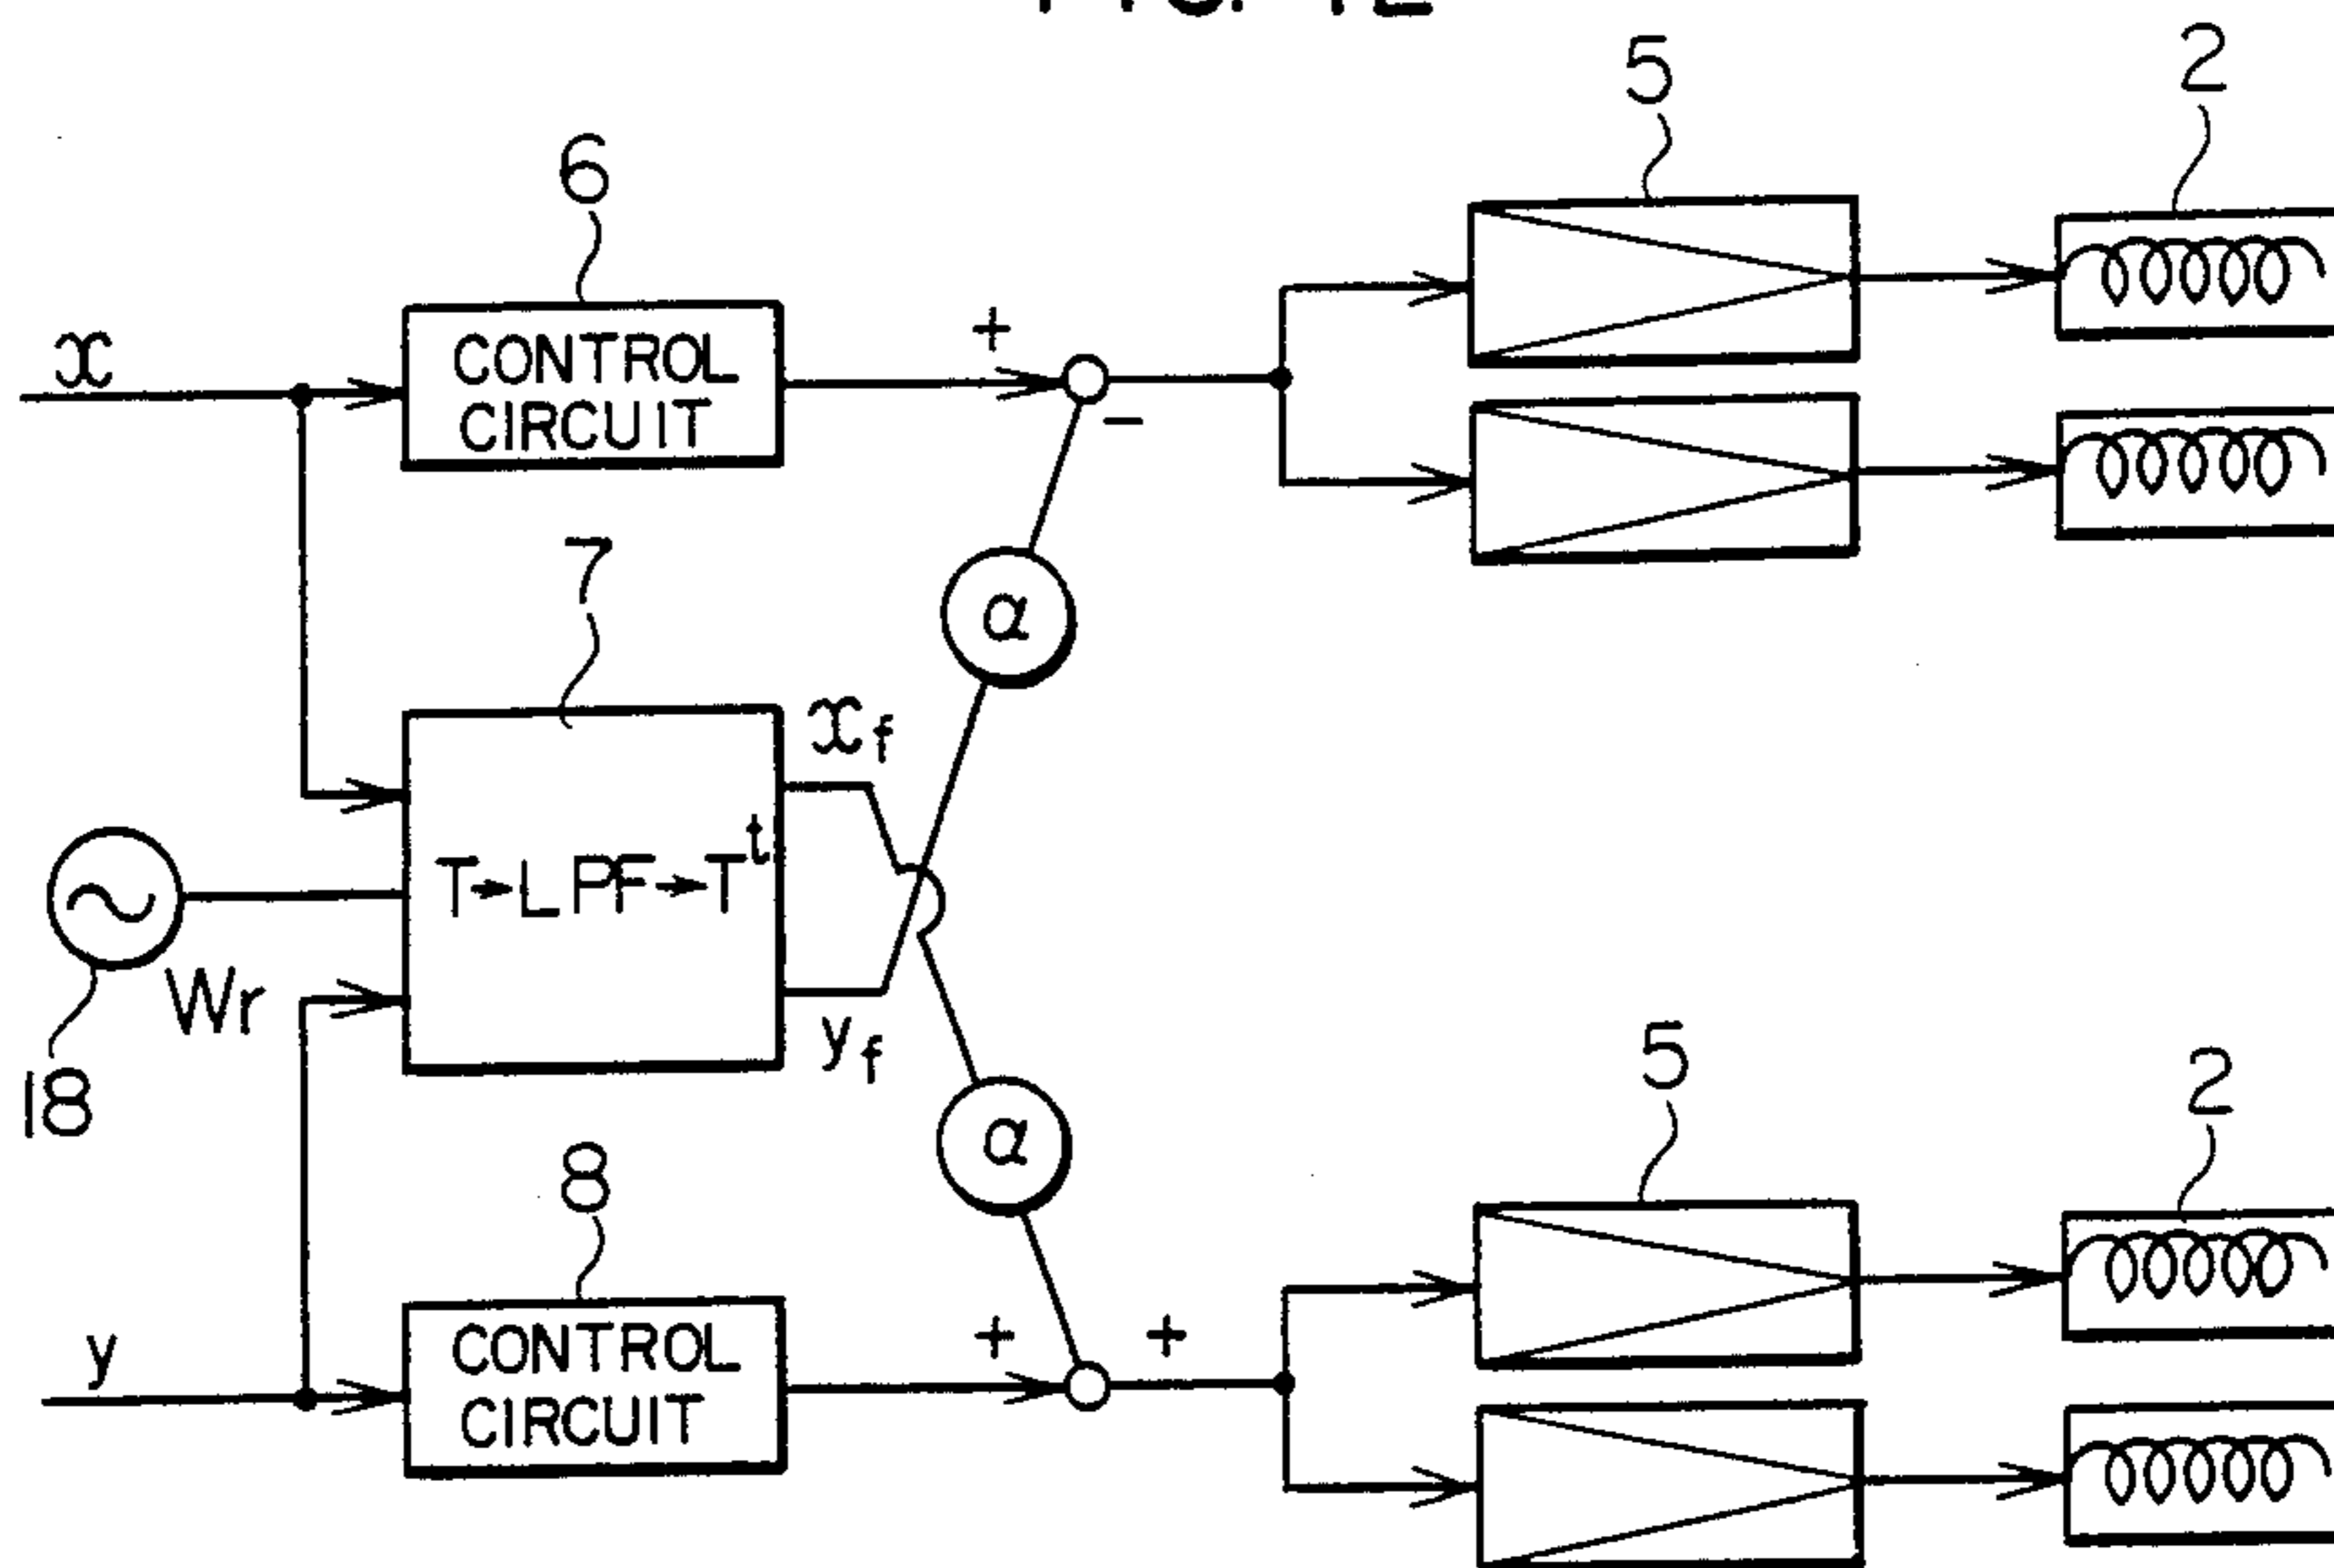 5
2
6
x
CONTROL
CIRCUIT
+
−
α
7
x_f
T→LPF→T^t
Wr
y_f
18
α
5
2
8
y
CONTROL
CIRCUIT
+
+